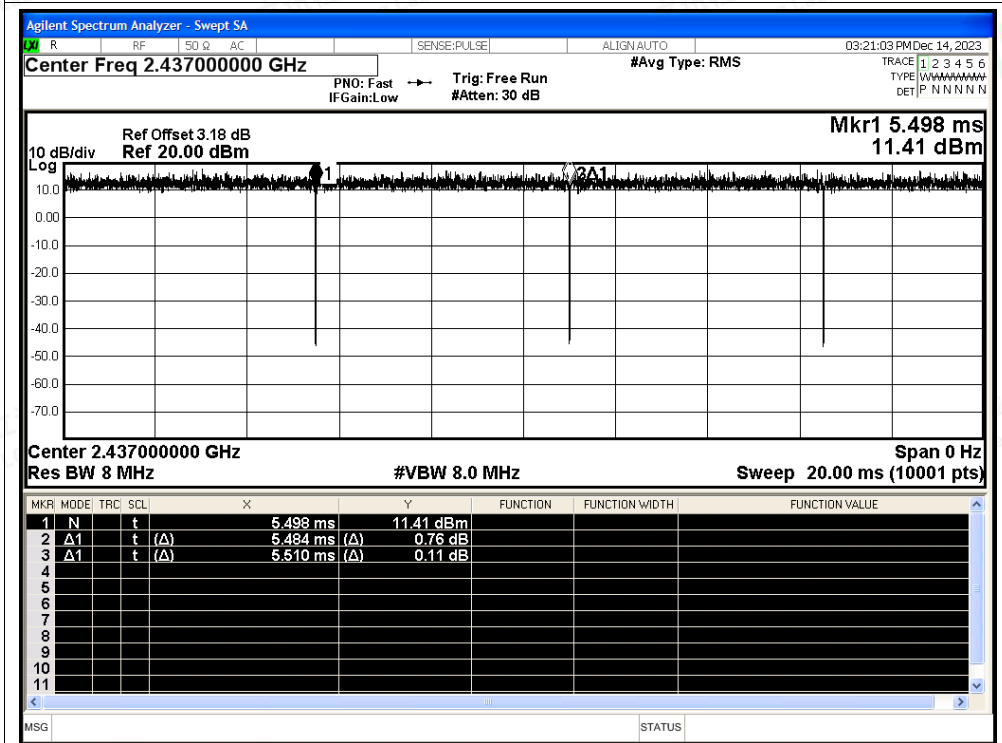 Agilent Spectrum Analyzer - Swept SA
LXI R RF 50 Ω AC SENSE:PULSE ALIGN AUTO 03:21:03 PM Dec 14, 2023
Center Freq 2.437000000 GHz #Avg Type: RMS TRACE 1 2 3 4 5 6
PNO: Fast Trig: Free Run TYPE WWWWWW
IFGain:Low #Atten: 30 dB DET P N N N N N
Mkr1 5.498 ms
Ref Offset 3.18 dB
10 dB/div Ref 20.00 dBm 11.41 dBm
Log
1 3Δ1
10.0
0.00
-10.0
-20.0
-30.0
-40.0
-50.0
-60.0
-70.0
Center 2.437000000 GHz Span 0 Hz
Res BW 8 MHz #VBW 8.0 MHz Sweep 20.00 ms (10001 pts)
MKR MODE TRC SCL X Y FUNCTION FUNCTION WIDTH FUNCTION VALUE
1 N t 5.498 ms 11.41 dBm
2 Δ1 t (Δ) 5.484 ms (Δ) 0.76 dB
3 Δ1 t (Δ) 5.510 ms (Δ) 0.11 dB
4
5
6
7
8
9
10
11
MSG STATUS